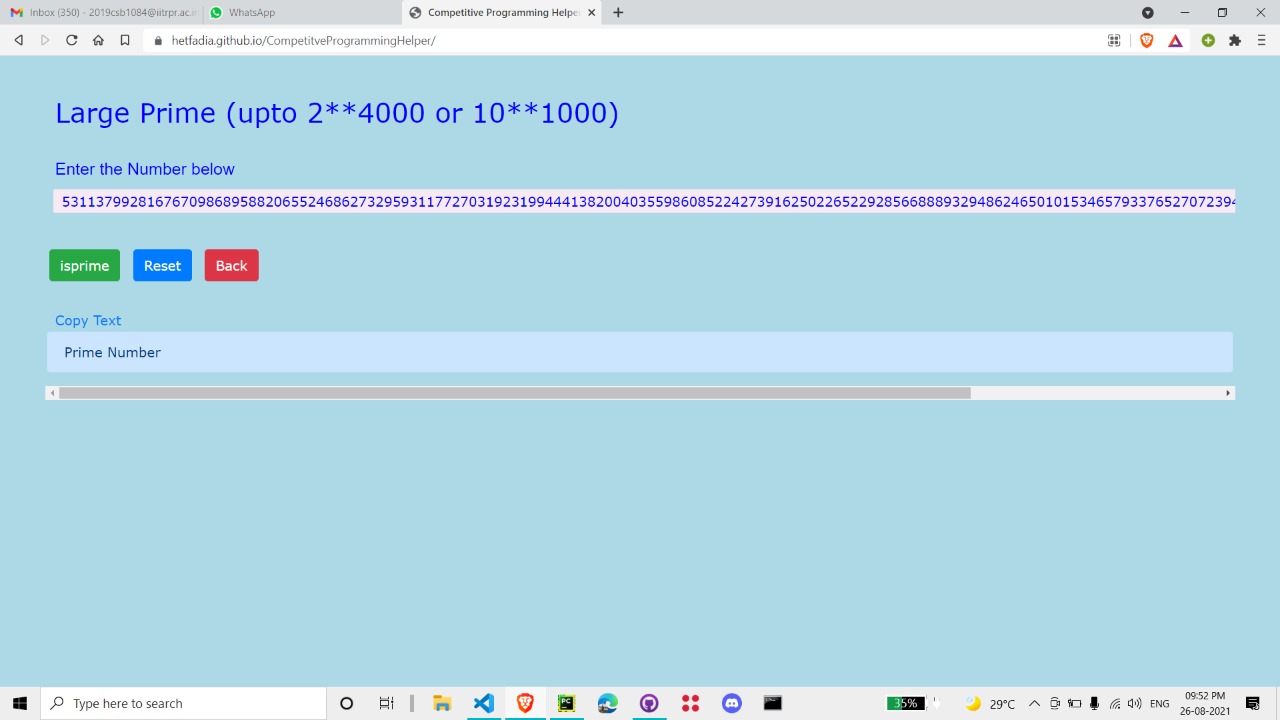 Inbox (350) - 2019csb1084@iitrpr.ac.in
WhatsApp
Competitive Programming Helper
hetfadia.github.io/CompetitveProgrammingHelper/
Large Prime (upto 2**4000 or 10**1000)
Enter the Number below
isprime
Reset
Back
Copy Text
Prime Number
Type here to search
PC
35%
29°C
ENG
09:52 PM
26-08-2021